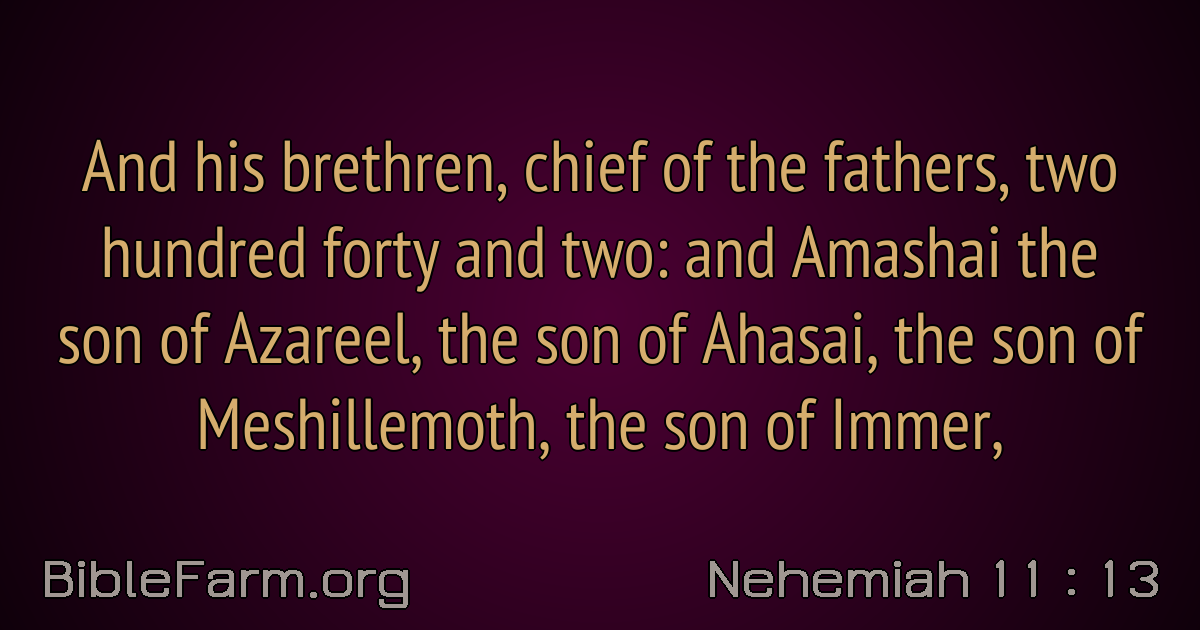 And his brethren, chief of the fathers, two
hundred forty and two: and Amashai the
son of Azareel, the son of Ahasai, the son of
Meshillemoth, the son of Immer,
BibleFarm.org
Nehemiah 11 : 13